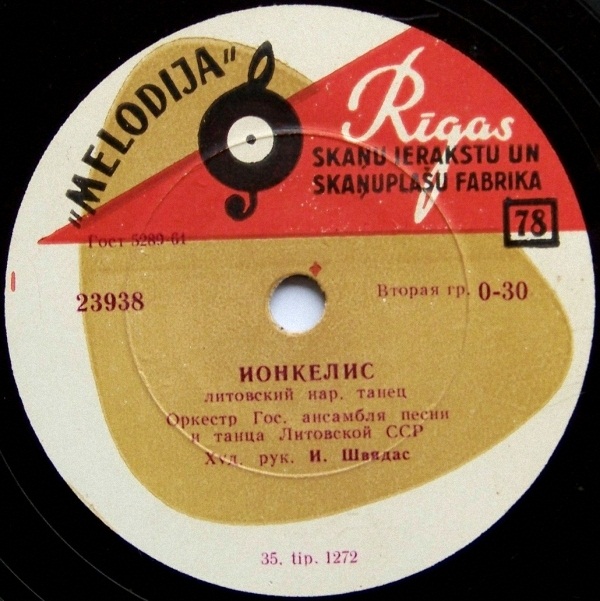 "MELODIJA"
Rīgas
SKAŅU IERAKSTU UN
SKAŅUPLAŠU FABRIKA
78
Гост 5289-61
23938
Вторая гр. 0-30
ИОНКЕЛИС
литовский нар. танец
Оркестр Гос. ансамбля песни
и танца Литовской ССР
Худ. рук. И. Швядас
35. tip. 1272